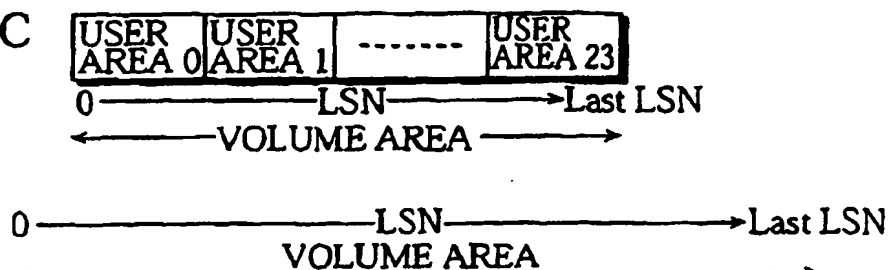 C
USER AREA 0 USER AREA 1 ------- USER AREA 23
0 LSN Last LSN
VOLUME AREA
0 LSN Last LSN
VOLUME AREA